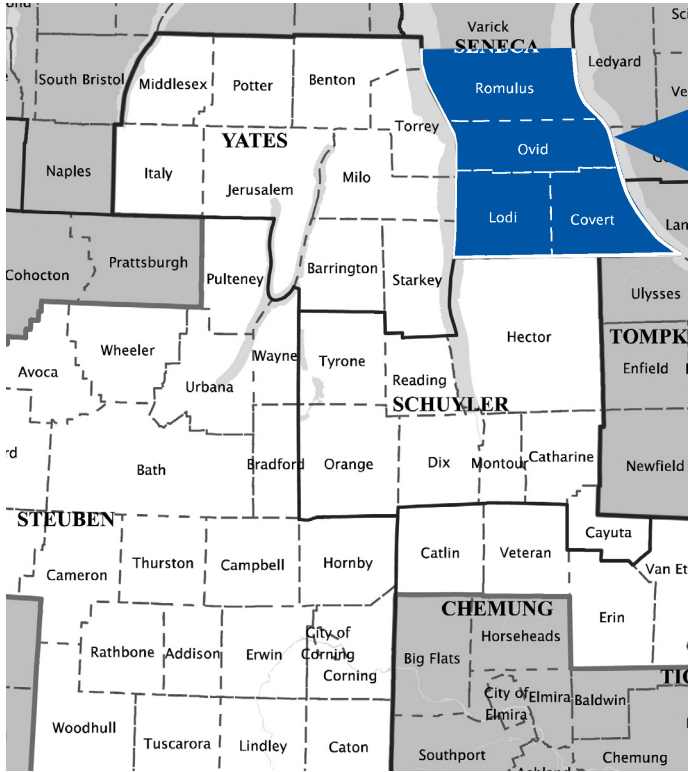 Varick
SENECA
Ledyard
South Bristol
Middlesex
Potter
Benton
Romulus
Torrey
YATES
Ovid
Naples
Italy
Jerusalem
Milo
Lodi
Covert
Prattsburgh
Cohocton
Pulteney
Barrington
Starkey
Ulysses
Hector
TOMPK
Wheeler
Wayne
Tyrone
Enfield
Avoca
Urbana
Reading
SCHUYLER
rd
Bath
Bradford
Orange
Dix
Montour
Catharine
Newfield
STEUBEN
Cayuta
Thurston
Campbell
Hornby
Catlin
Veteran
Cameron
Van Et
CHEMUNG
Erin
City of
Corning
Horseheads
Rathbone
Addison
Erwin
Big Flats
Corning
TIO
City of
Elmira
Elmira
Baldwin
Woodhull
Tuscarora
Lindley
Caton
Southport
Chemung
Ashland